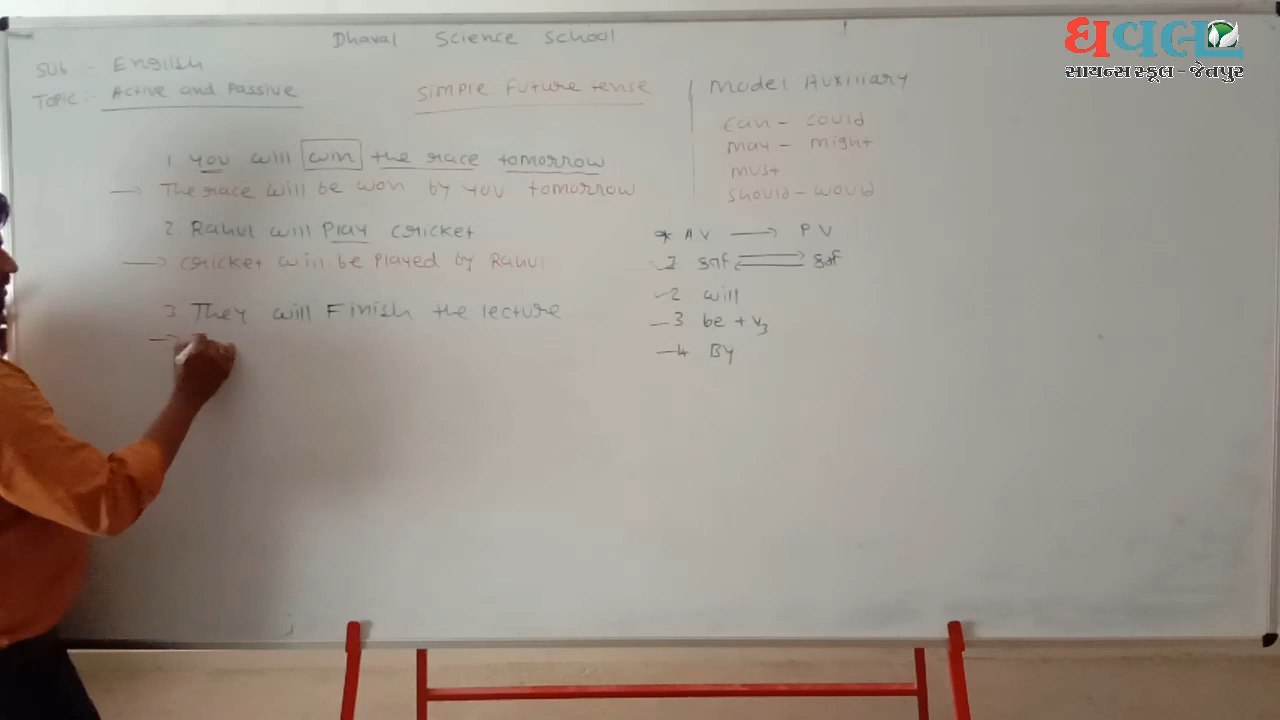 Dhaval Science School
Sub :- English
Topic :- Active and Passive
Simple Future tense
1 you will win the race tomorrow
→ The race will be won by you tomorrow
2 Rahul will Play cricket
→ cricket will be Played by Rahul
3 They will Finish the lecture
→
Model Auxiliary
can - could
may - might
must
should - would
* AV → PV
1
2 will
3 be + V3
4 By
ધવલ
સાયન્સ સ્કૂલ - જેતપુર